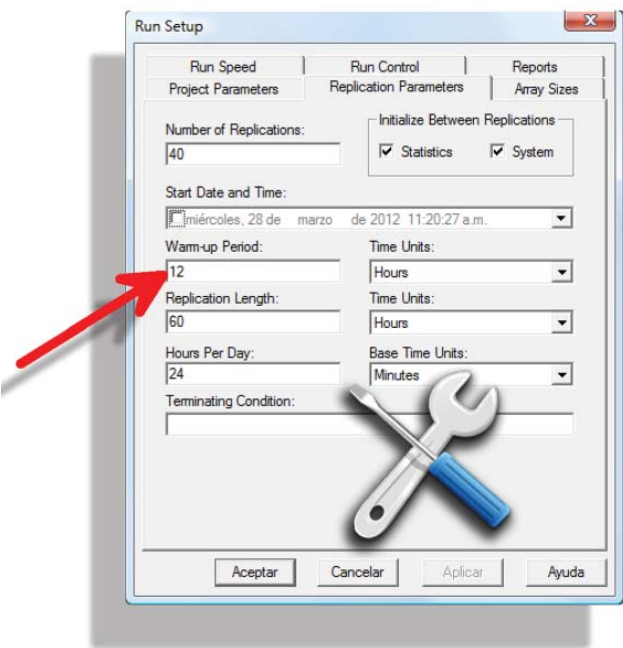 Run Setup
Run Speed
Run Control
Reports
Project Parameters
Replication Parameters
Array Sizes
Number of Replications:
40
Initialize Between Replications
Statistics
System
Start Date and Time:
miércoles, 28 de marzo de 2012 11:20:27 a.m.
Warm-up Period:
Time Units:
12
Hours
Replication Length:
Time Units:
60
Hours
Hours Per Day:
Base Time Units:
24
Minutes
Terminating Condition:
Aceptar
Cancelar
Aplicar
Ayuda